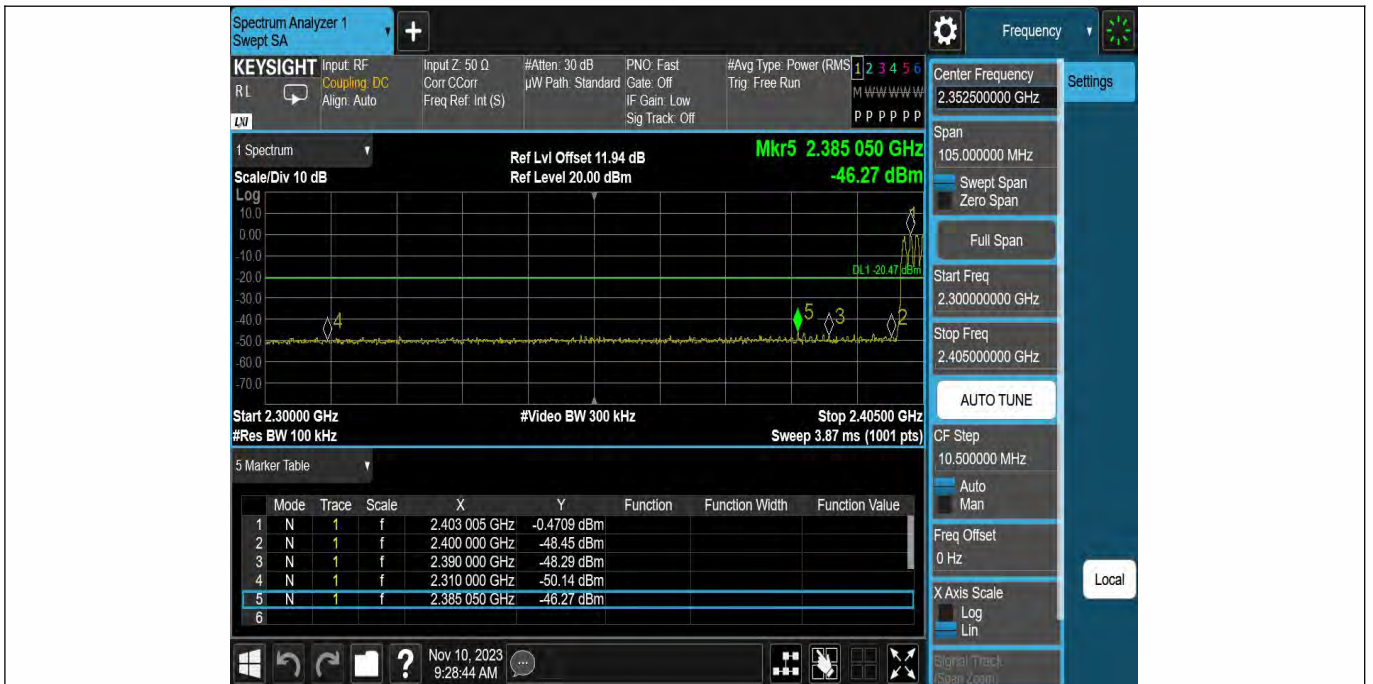 Spectrum Analyzer 1
Swept SA
+
Frequency
KEYSIGHT
RL
LXI
Input: RF
Coupling: DC
Align: Auto
Input Z: 50 Ω
Corr CCorr
Freq Ref: Int (S)
#Atten: 30 dB
µW Path: Standard
PNO: Fast
Gate: Off
IF Gain: Low
Sig Track: Off
#Avg Type: Power (RMS
Trig: Free Run
1 2 3 4 5 6
M W W W W W
P P P P P P
1 Spectrum
Scale/Div 10 dB
Ref Lvl Offset 11.94 dB
Ref Level 20.00 dBm
Mkr5 2.385 050 GHz
-46.27 dBm
Log
10.0
0.00
-10.0
-20.0
-30.0
-40.0
-50.0
-60.0
-70.0
DL1 -20.47 dBm
1
4
5
3
2
Start 2.30000 GHz
#Res BW 100 kHz
#Video BW 300 kHz
Stop 2.40500 GHz
Sweep 3.87 ms (1001 pts)
5 Marker Table
Mode Trace Scale X Y Function Function Width Function Value
1 N 1 f 2.403 005 GHz -0.4709 dBm
2 N 1 f 2.400 000 GHz -48.45 dBm
3 N 1 f 2.390 000 GHz -48.29 dBm
4 N 1 f 2.310 000 GHz -50.14 dBm
5 N 1 f 2.385 050 GHz -46.27 dBm
6
?
Nov 10, 2023
9:28:44 AM
Center Frequency
2.352500000 GHz
Settings
Span
105.000000 MHz
Swept Span
Zero Span
Full Span
Start Freq
2.300000000 GHz
Stop Freq
2.405000000 GHz
AUTO TUNE
CF Step
10.500000 MHz
Auto
Man
Freq Offset
0 Hz
Local
X Axis Scale
Log
Lin
Signal Track
(Span Zoom)